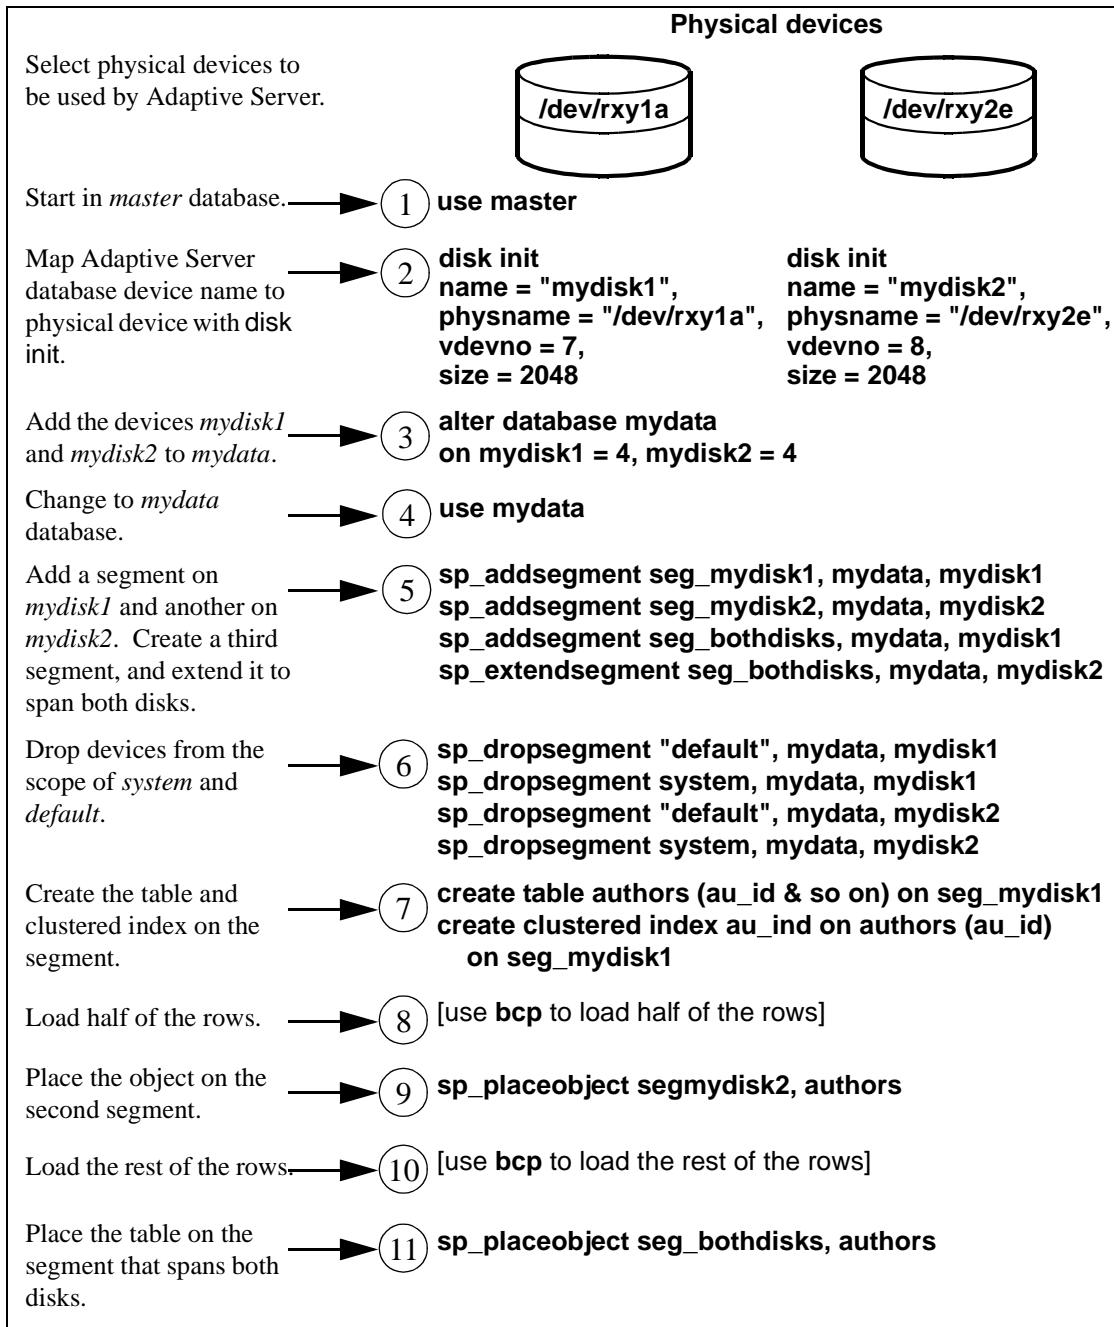 Physical devices
Select physical devices to
be used by Adaptive Server.
/dev/rxy1a
/dev/rxy2e
Start in master database.
1
use master
Map Adaptive Server
database device name to
physical device with disk
init.
2
disk init
name = "mydisk1",
physname = "/dev/rxy1a",
vdevno = 7,
size = 2048
disk init
name = "mydisk2",
physname = "/dev/rxy2e",
vdevno = 8,
size = 2048
Add the devices mydisk1
and mydisk2 to mydata.
3
alter database mydata
on mydisk1 = 4, mydisk2 = 4
Change to mydata
database.
4
use mydata
Add a segment on
mydisk1 and another on
mydisk2. Create a third
segment, and extend it to
span both disks.
5
sp_addsegment seg_mydisk1, mydata, mydisk1
sp_addsegment seg_mydisk2, mydata, mydisk2
sp_addsegment seg_bothdisks, mydata, mydisk1
sp_extendsegment seg_bothdisks, mydata, mydisk2
Drop devices from the
scope of system and
default.
6
sp_dropsegment "default", mydata, mydisk1
sp_dropsegment system, mydata, mydisk1
sp_dropsegment "default", mydata, mydisk2
sp_dropsegment system, mydata, mydisk2
Create the table and
clustered index on the
segment.
7
create table authors (au_id & so on) on seg_mydisk1
create clustered index au_ind on authors (au_id)
on seg_mydisk1
Load half of the rows.
8
[use bcp to load half of the rows]
Place the object on the
second segment.
9
sp_placeobject segmydisk2, authors
Load the rest of the rows.
10
[use bcp to load the rest of the rows]
Place the table on the
segment that spans both
disks.
11
sp_placeobject seg_bothdisks, authors